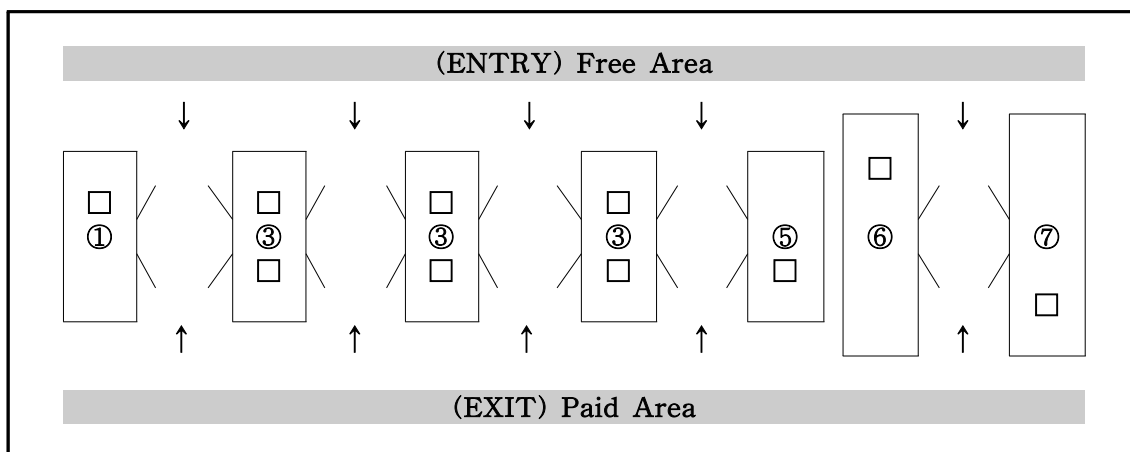 (ENTRY) Free Area
① ③ ③ ③ ⑤ ⑥ ⑦
(EXIT) Paid Area